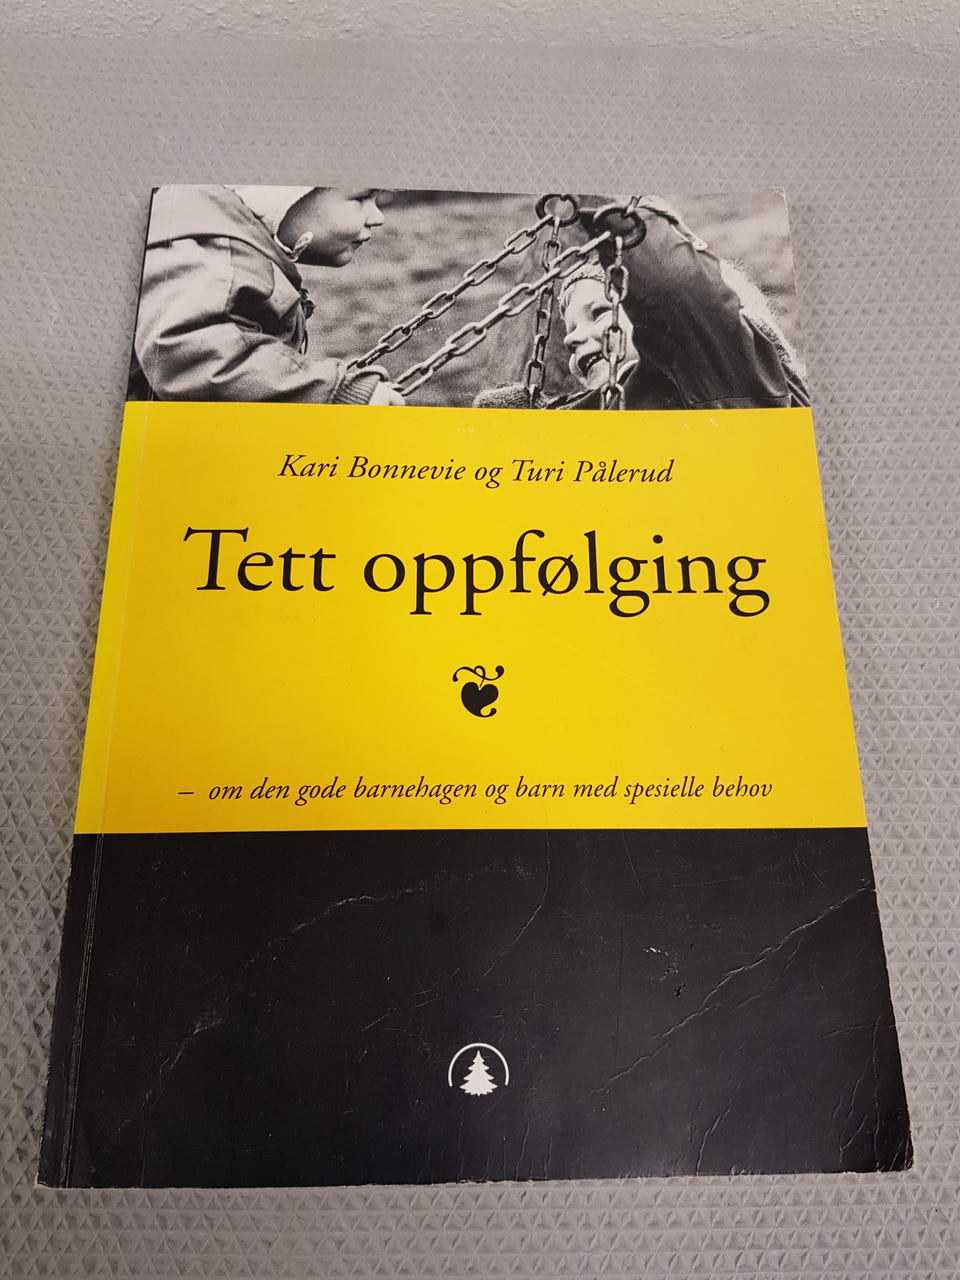 Kari Bonnevie og Turi Pålerud
Tett oppfølging
– om den gode barnehagen og barn med spesielle behov